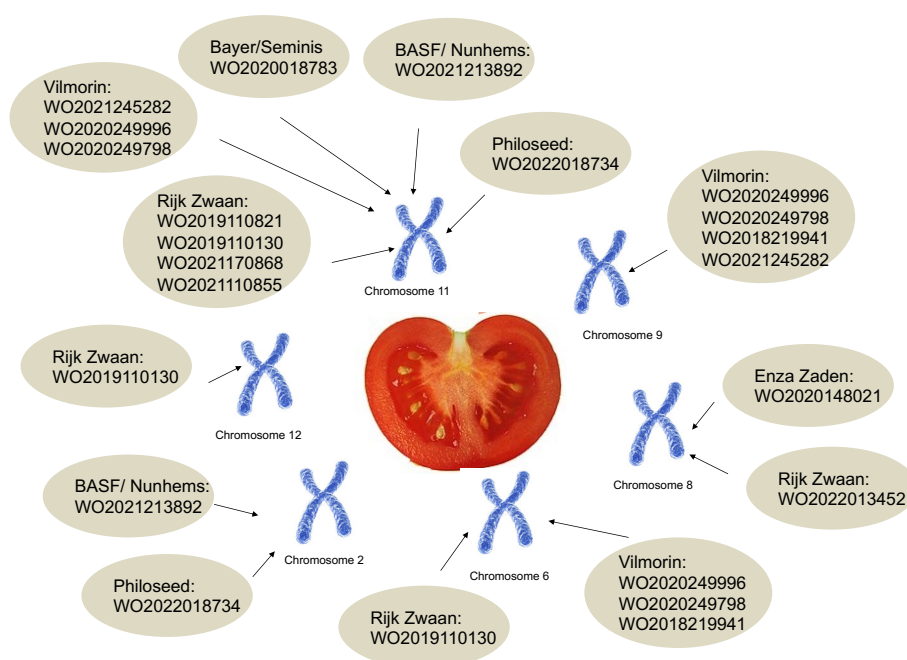 Bayer/Seminis
WO2020018783
BASF/ Nunhems:
WO2021213892
Vilmorin:
WO2021245282
WO2020249996
WO2020249798
Philoseed:
WO2022018734
Rijk Zwaan:
WO2019110821
WO2019110130
WO2021170868
WO2021110855
Chromosome 11
Vilmorin:
WO2020249996
WO2020249798
WO2018219941
WO2021245282
Chromosome 9
Rijk Zwaan:
WO2019110130
Chromosome 12
Enza Zaden:
WO2020148021
Chromosome 8
Rijk Zwaan:
WO2022013452
BASF/ Nunhems:
WO2021213892
Chromosome 2
Philoseed:
WO2022018734
Chromosome 6
Rijk Zwaan:
WO2019110130
Vilmorin:
WO2020249996
WO2020249798
WO2018219941